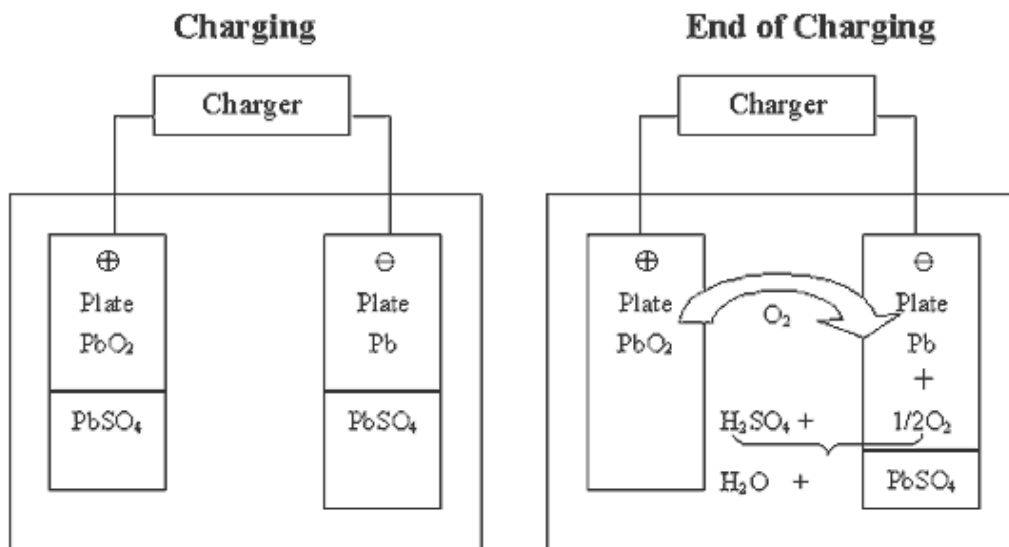 Charging
Charger
⊕
Plate
PbO₂
PbSO₄
⊖
Plate
Pb
PbSO₄
End of Charging
Charger
⊕
Plate
PbO₂
O₂
⊖
Plate
Pb
+
H₂SO₄ + 1/2O₂
H₂O + PbSO₄